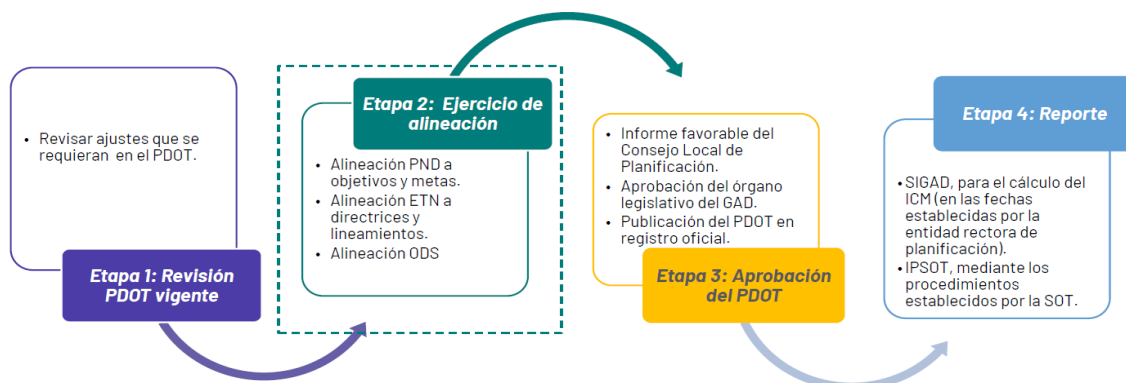 • Revisar ajustes que se
requieran en el PDOT.
Etapa 1: Revisión
PDOT vigente
Etapa 2: Ejercicio de
alineación
• Alineación PND a
objetivos y metas.
• Alineación ETN a
directrices y
lineamientos.
• Alineación ODS
• Informe favorable del
Consejo Local de
Planificación.
• Aprobación del órgano
legislativo del GAD.
• Publicación del PDOT en
registro oficial.
Etapa 3: Aprobación
del PDOT
Etapa 4: Reporte
• SIGAD, para el cálculo del
ICM (en las fechas
establecidas por la
entidad rectora de
planificación).
• IPSOT, mediante los
procedimientos
establecidos por la SOT.